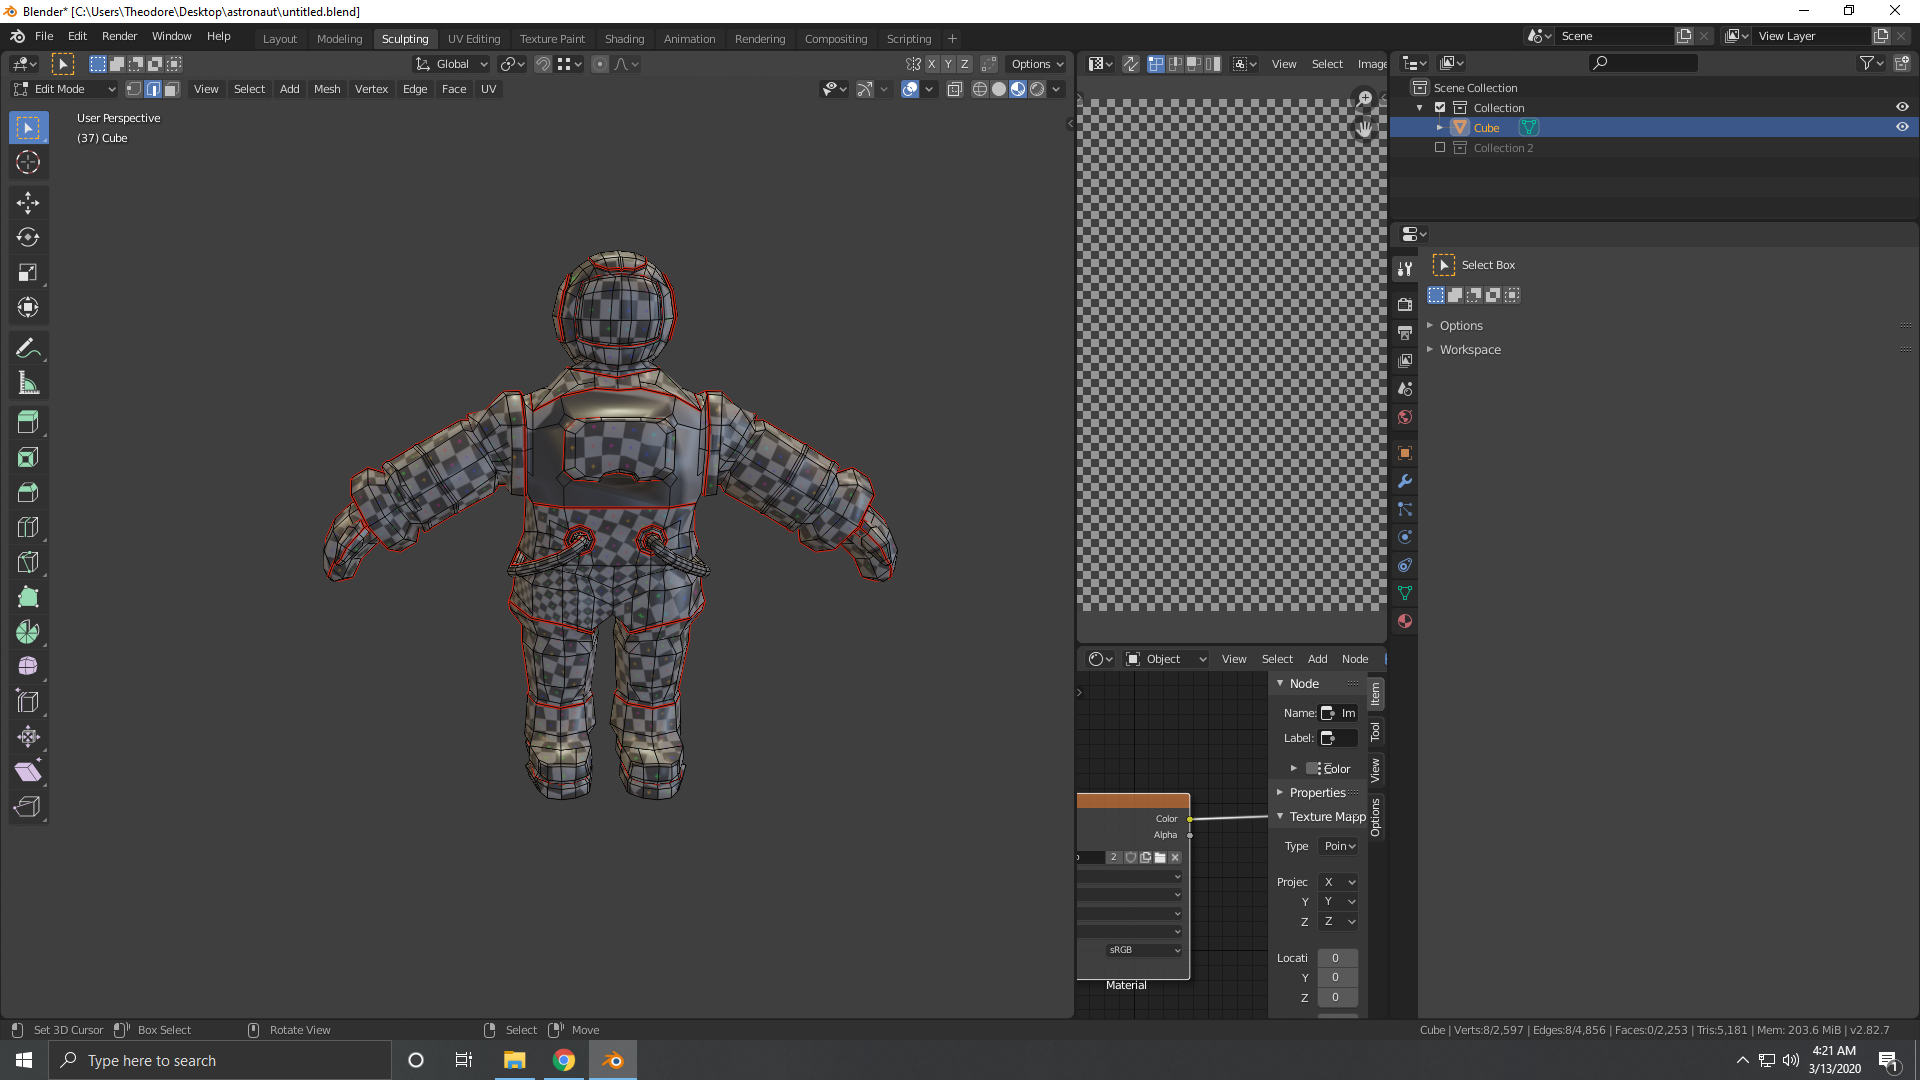 Blender* [C:\Users\Theodore\Desktop\astronaut\untitled.blend]
File Edit Render Window Help Layout Modeling Sculpting UV Editing Texture Paint Shading Animation Rendering Compositing Scripting + Scene View Layer
Global X Y Z Options View Select Image
Edit Mode View Select Add Mesh Vertex Edge Face UV
User Perspective
(37) Cube
Scene Collection
Collection
Cube
Collection 2
Select Box
Options
Workspace
Object View Select Add Node
Node
Name: Im
Label:
Color
Properties
Texture Mapp
Type Poin
Projec X
Y Y
Z Z
Locati 0
Y 0
Z 0
Item
Tool
View
Options
Color
Alpha
2
sRGB
Material
Set 3D Cursor Box Select Rotate View Select Move
Cube | Verts:8/2,597 | Edges:8/4,856 | Faces:0/2,253 | Tris:5,181 | Mem: 203.6 MiB | v2.82.7
Type here to search
4:21 AM
3/13/2020
1